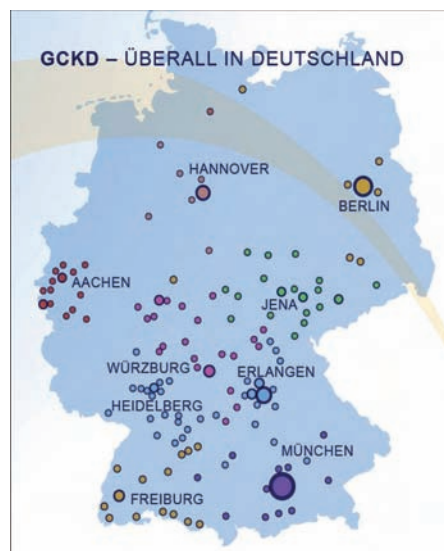 GCKD – ÜBERALL IN DEUTSCHLAND
HANNOVER
BERLIN
AACHEN
JENA
WÜRZBURG
ERLANGEN
HEIDELBERG
MÜNCHEN
FREIBURG